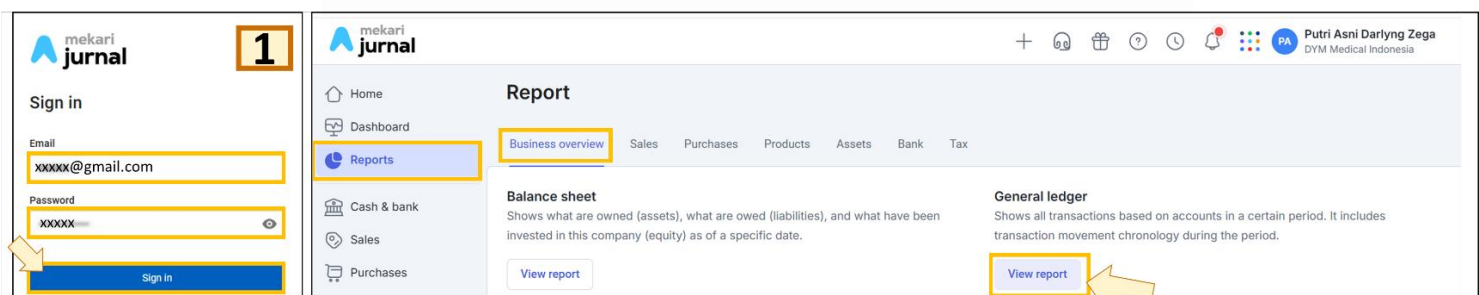 mekari
jurnal
1
Sign in
Email
xxxxx@gmail.com
Password
xxxxx
Sign in
mekari
jurnal
Putri Asni Darlyng Zega
PA
DYM Medical Indonesia
Home
Dashboard
Reports
Cash & bank
Sales
Purchases
Report
Business overview Sales Purchases Products Assets Bank Tax
Balance sheet
Shows what are owned (assets), what are owed (liabilities), and what have been
invested in this company (equity) as of a specific date.
View report
General ledger
Shows all transactions based on accounts in a certain period. It includes
transaction movement chronology during the period.
View report